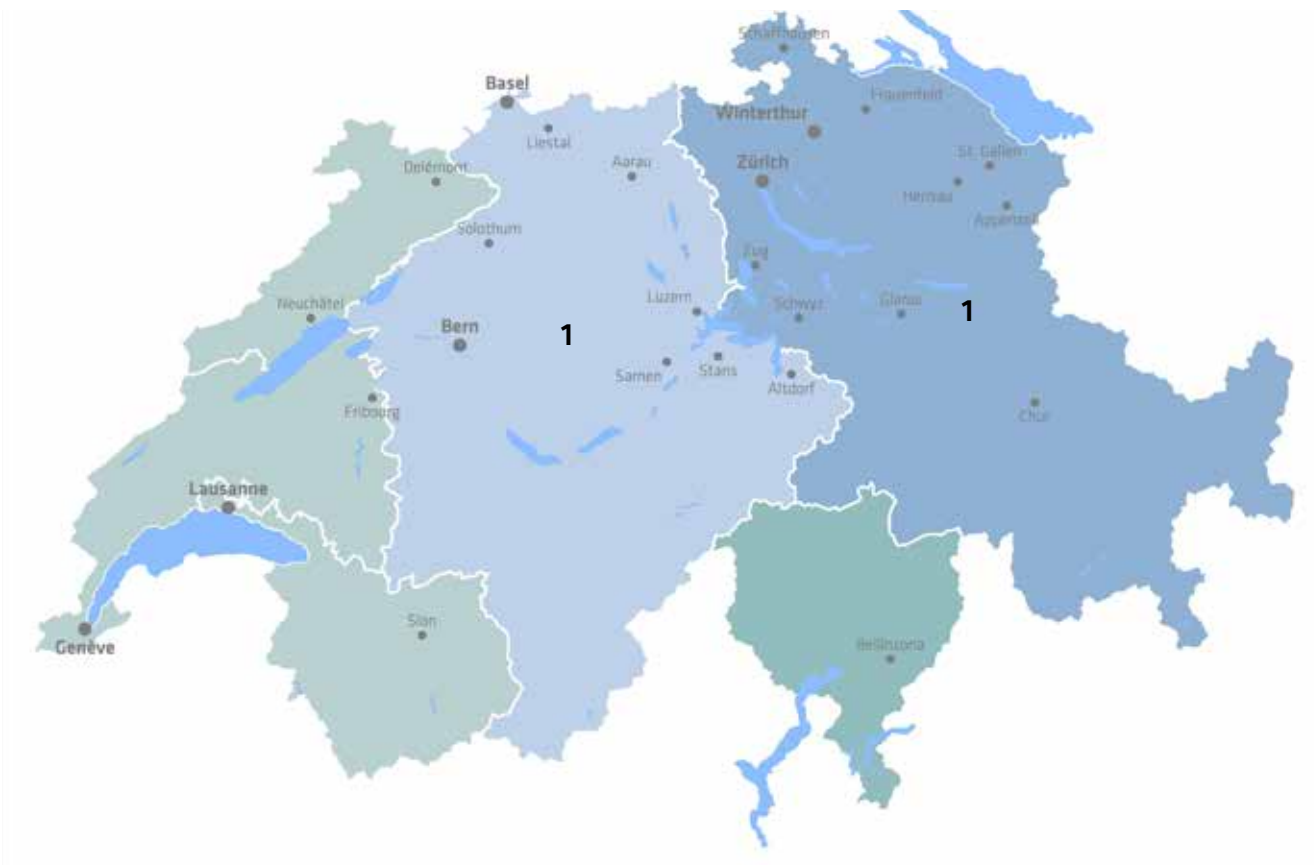 Schaffhausen
Basel
Frauenfeld
Winterthur
Liestal
St. Gallen
Aarau
Zürich
Delémont
Herisau
Appenzell
Solothurn
Zug
Luzern
Neuchâtel
Schwyz
Glarus
1
Bern
1
Stans
Sarnen
Altdorf
Fribourg
Chur
Lausanne
Sion
Bellinzona
Genève